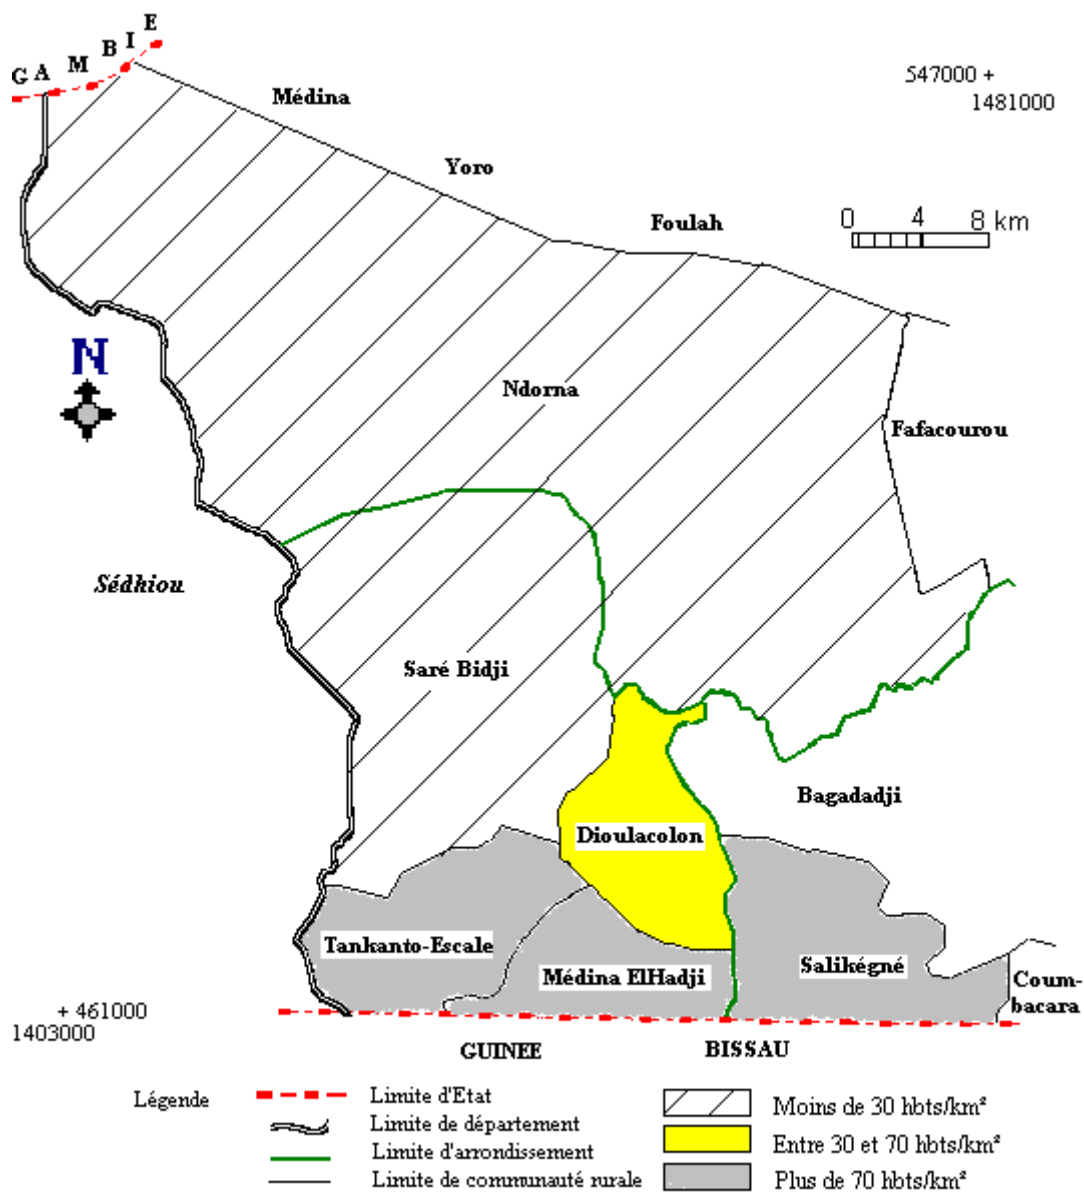 G A M B I E
547000 +
1481000
Médina
Yoro
Foulah
0 4 8 km
N
Ndorna
Fafacourou
Sédhiou
Saré Bidji
Bagadadji
Dioulacolon
Tankanto-Escale
Médina ElHadji
Salikégné
Coum-
bacara
+ 461000
1403000
GUINEE BISSAU
Légende
Limite d'Etat
Limite de département
Limite d'arrondissement
Limite de communauté rurale
Moins de 30 hbts/km²
Entre 30 et 70 hbts/km²
Plus de 70 hbts/km²